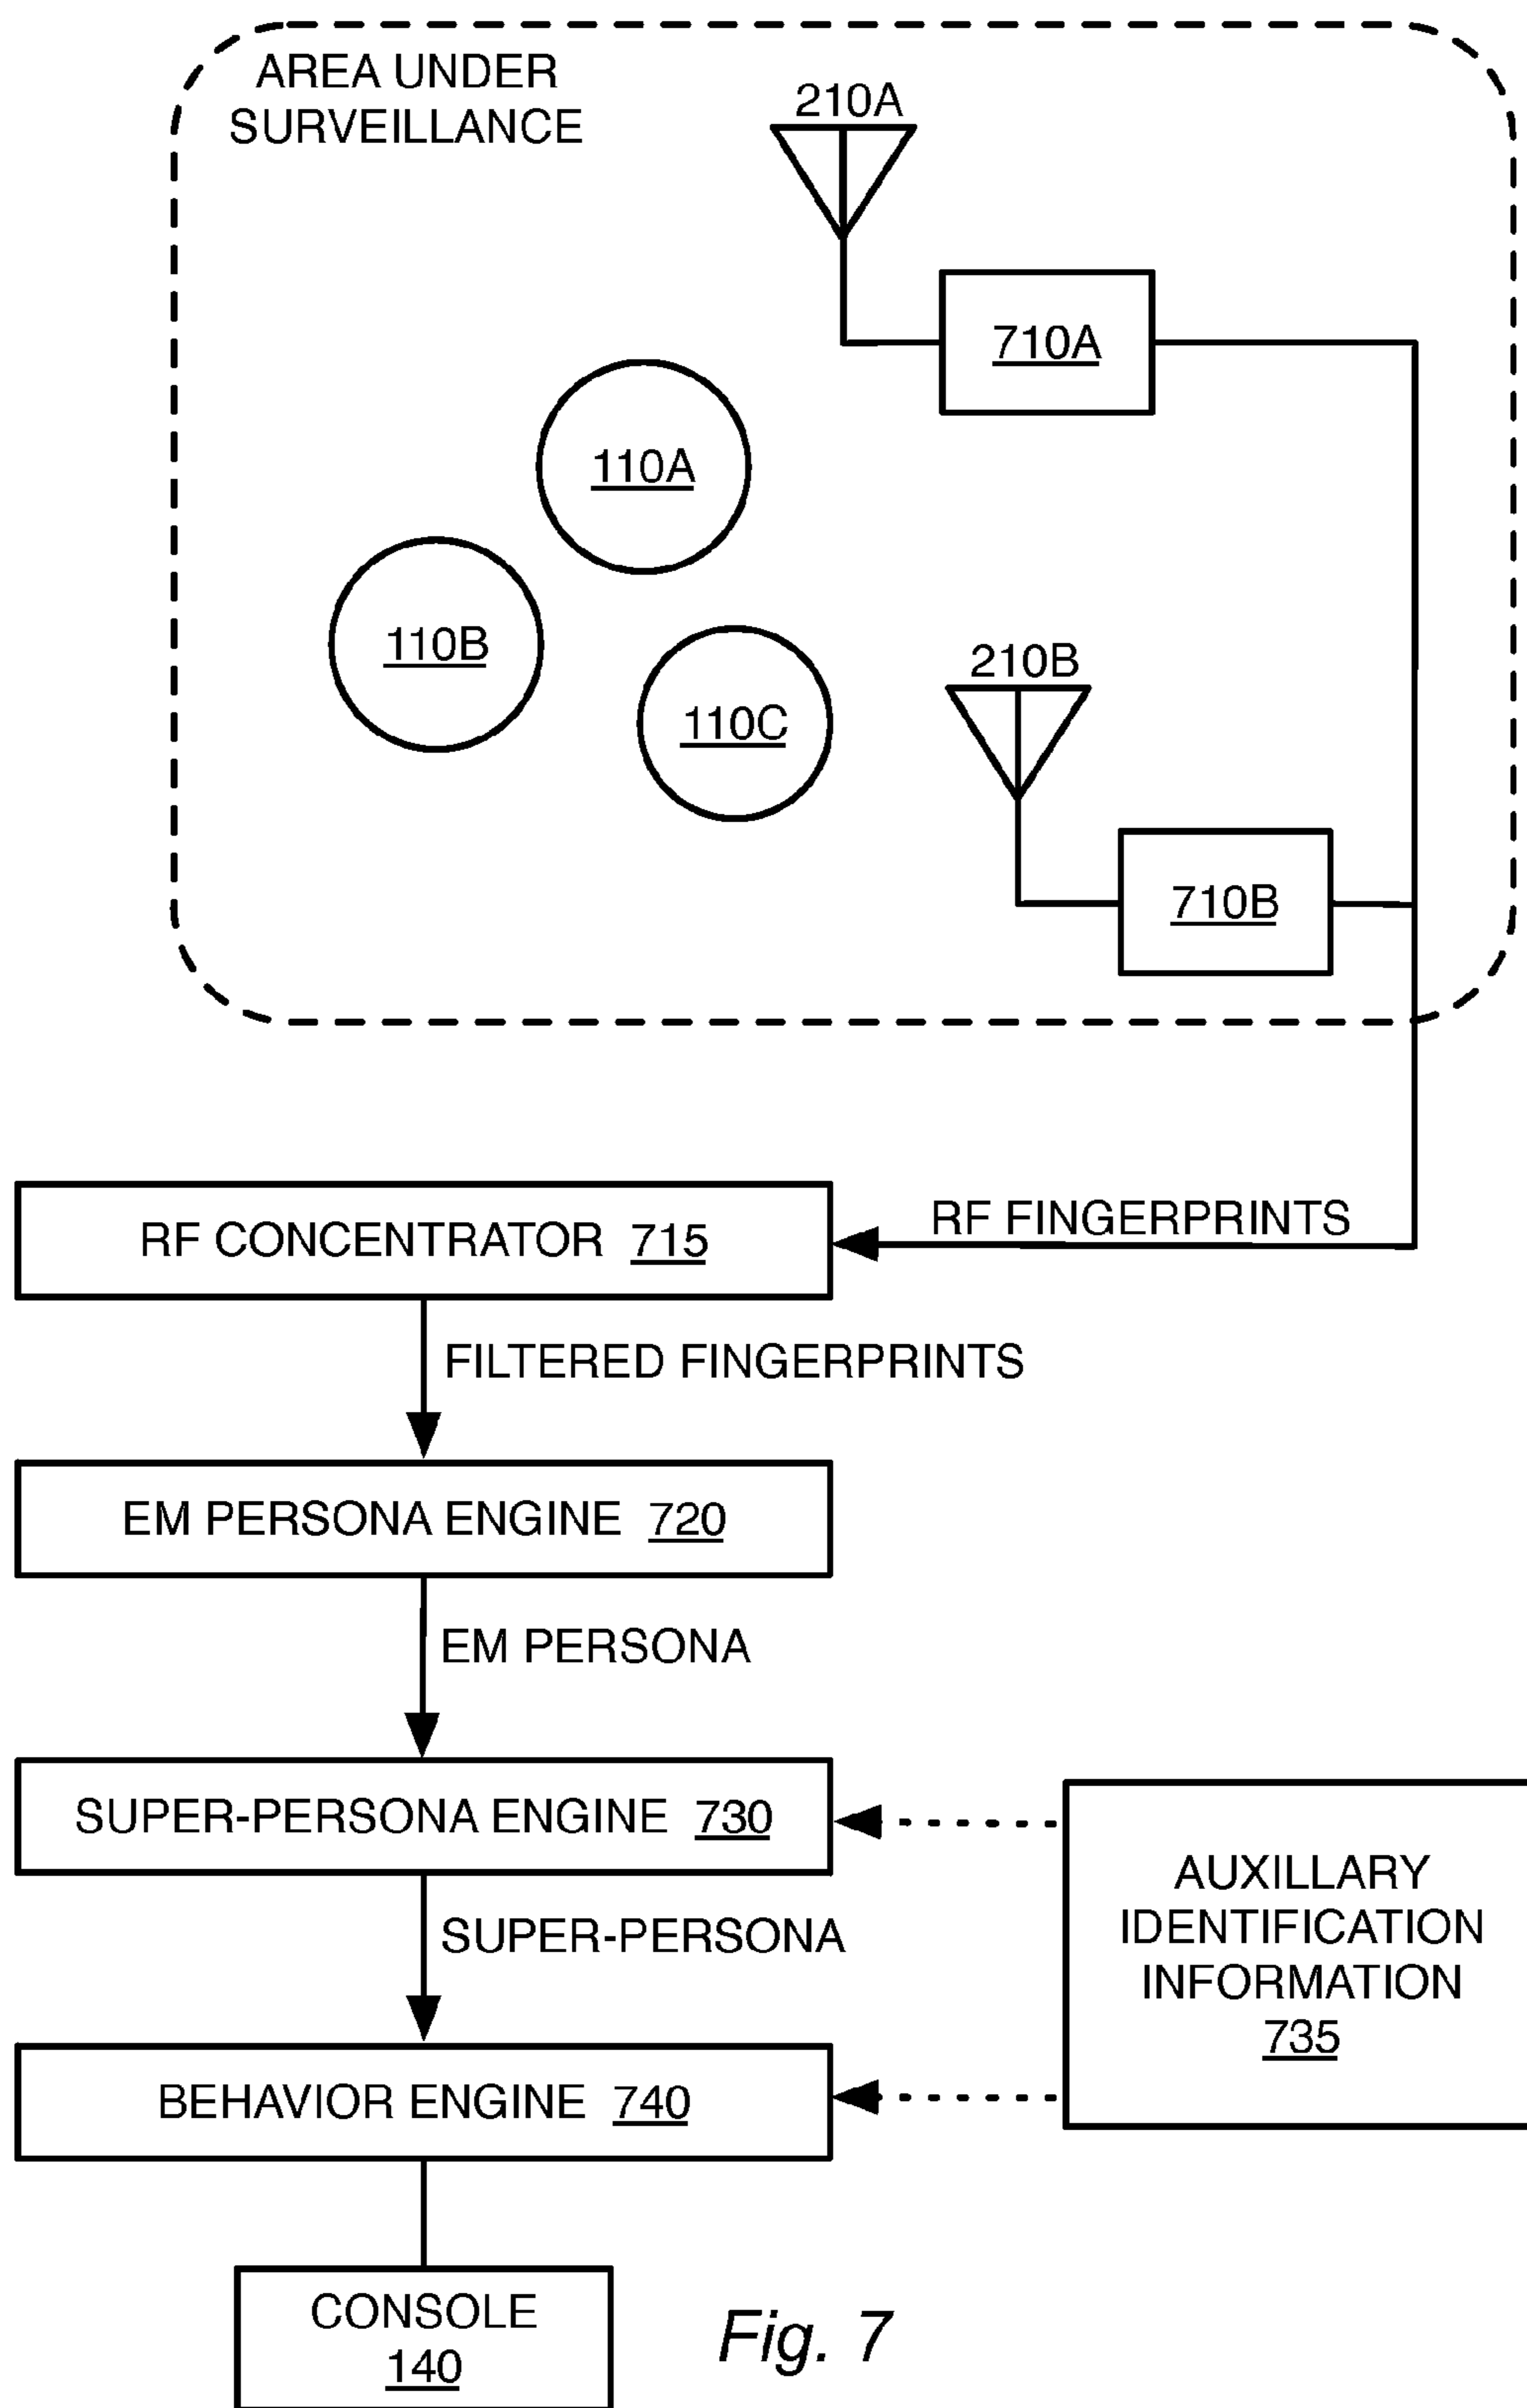 AREA UNDER
SURVEILLANCE
210A
710A
110A
110B
110C
210B
710B
RF FINGERPRINTS
RF CONCENTRATOR 715
FILTERED FINGERPRINTS
EM PERSONA ENGINE 720
EM PERSONA
SUPER-PERSONA ENGINE 730
AUXILLARY
IDENTIFICATION
INFORMATION
735
SUPER-PERSONA
BEHAVIOR ENGINE 740
CONSOLE
140
Fig. 7